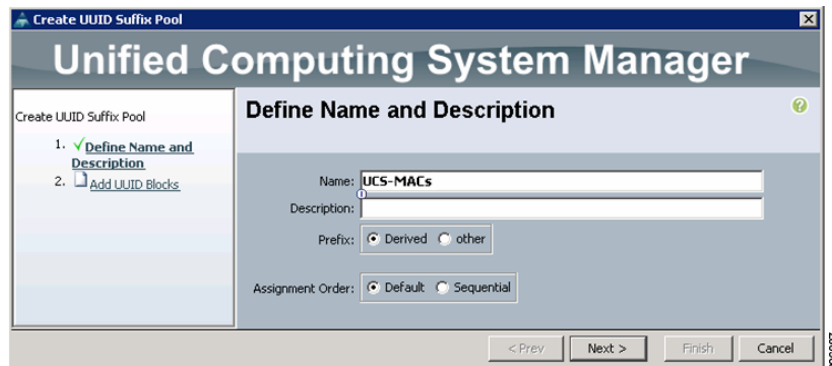 Create UUID Suffix Pool
Unified Computing System Manager
Create UUID Suffix Pool
1. Define Name and
Description
2. Add UUID Blocks
Define Name and Description
Name: UCS-MACs
Description:
Prefix: Derived other
Assignment Order: Default Sequential
< Prev Next > Finish Cancel